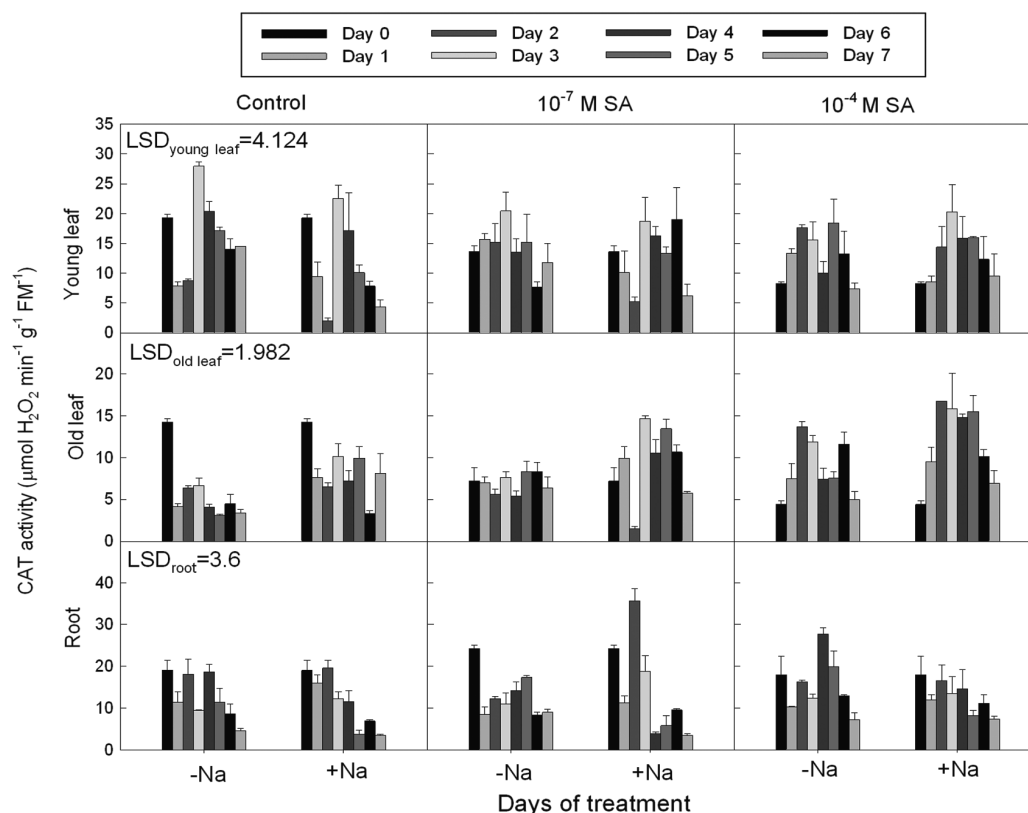 Day 0 Day 2 Day 4 Day 6
Day 1 Day 3 Day 5 Day 7
Control 10⁻⁷ M SA 10⁻⁴ M SA
CAT activity (μmol H₂O₂ min⁻¹ g⁻¹ FM⁻¹)
Young leaf
LSD young leaf=4.124
35
30
25
20
15
10
5
0
Old leaf
LSD old leaf=1.982
20
15
10
5
0
Root
LSD root=3.6
40
30
20
10
0
-Na +Na -Na +Na -Na +Na
Days of treatment